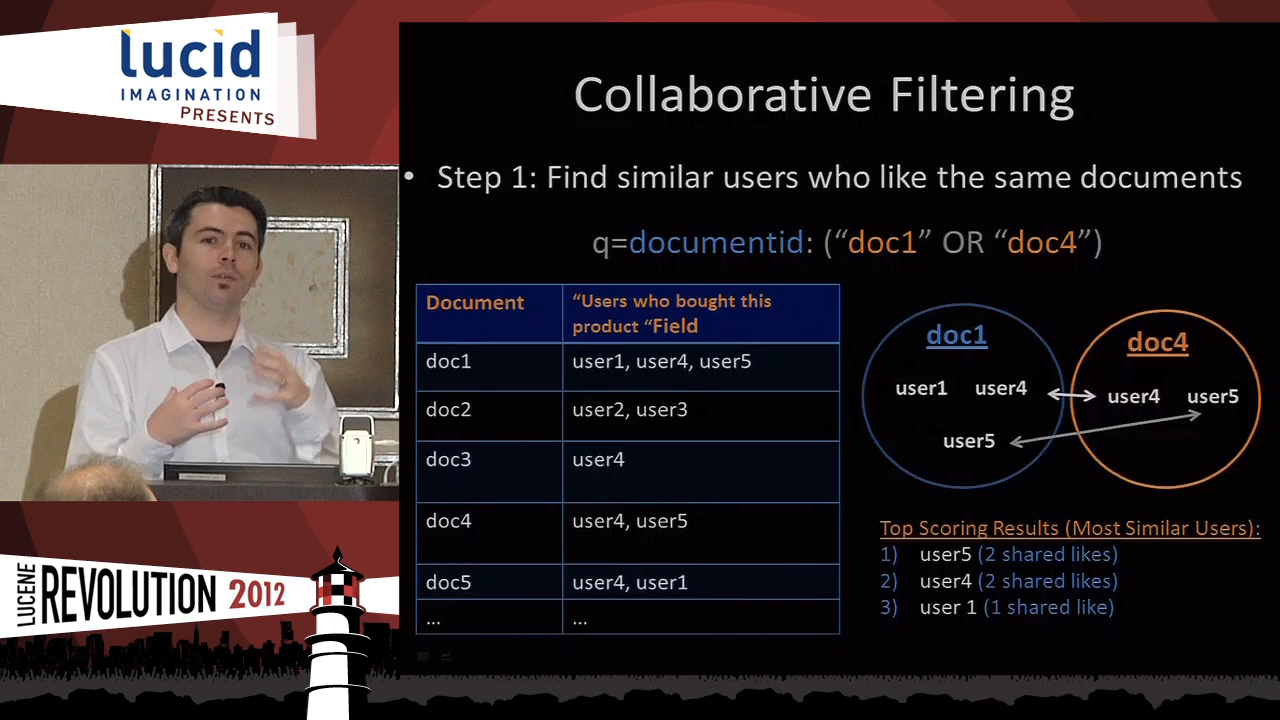 lucid
IMAGINATION
PRESENTS
Collaborative Filtering
• Step 1: Find similar users who like the same documents
q=documentid: (“doc1” OR “doc4”)
Document
“Users who bought this
product “Field
doc1
user1, user4, user5
doc2
user2, user3
doc3
user4
doc4
user4, user5
doc5
user4, user1
...
...
doc1
user1 user4
user5
doc4
user4 user5
Top Scoring Results (Most Similar Users):
1) user5 (2 shared likes)
2) user4 (2 shared likes)
3) user 1 (1 shared like)
LUCENE
REVOLUTION 2012